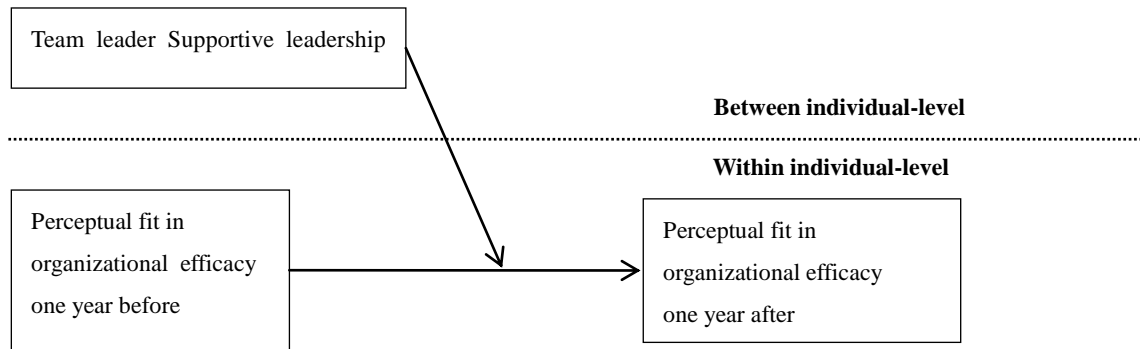 Team leader Supportive leadership
Between individual-level
Within individual-level
Perceptual fit in
organizational efficacy
one year before
Perceptual fit in
organizational efficacy
one year after